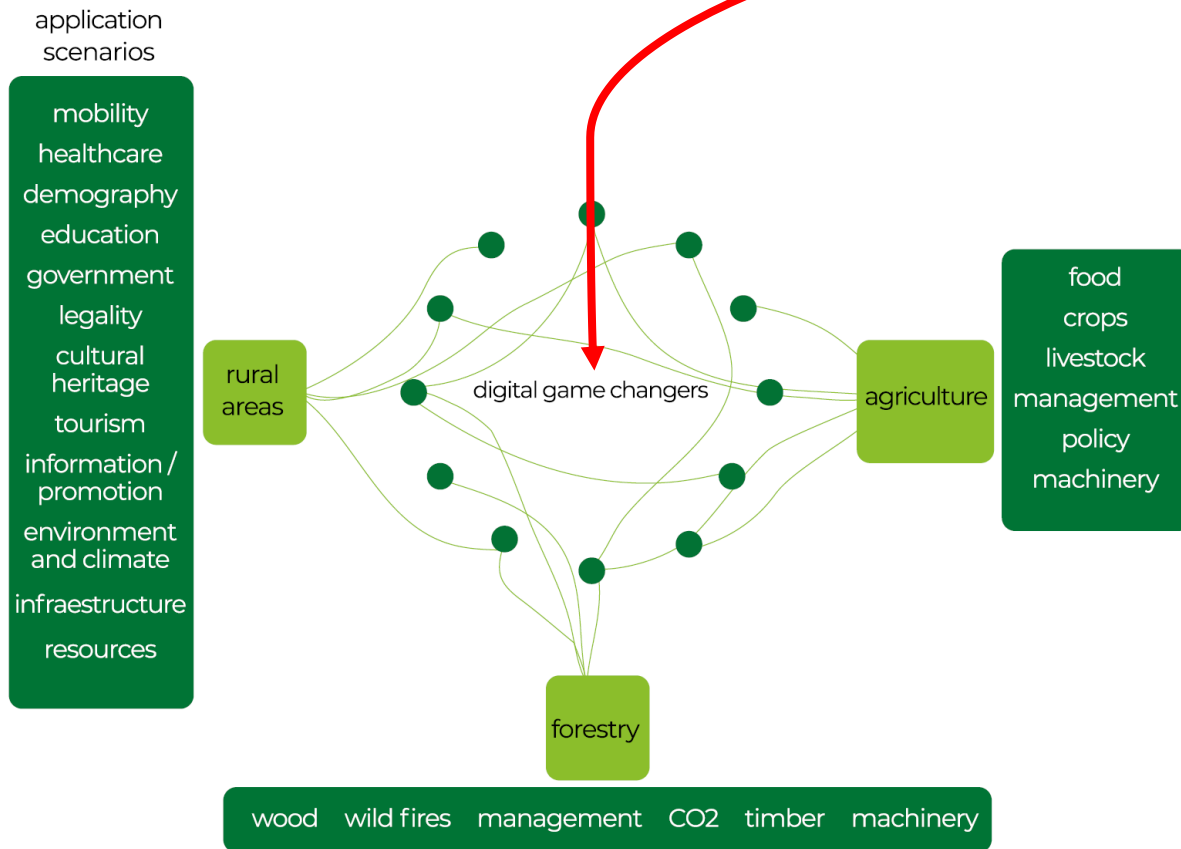 application
scenarios
mobility
healthcare
demography
education
government
legality
cultural
heritage
tourism
information /
promotion
environment
and climate
infraestructure
resources
rural
areas
digital game changers
agriculture
food
crops
livestock
management
policy
machinery
forestry
wood wild fires management CO2 timber machinery